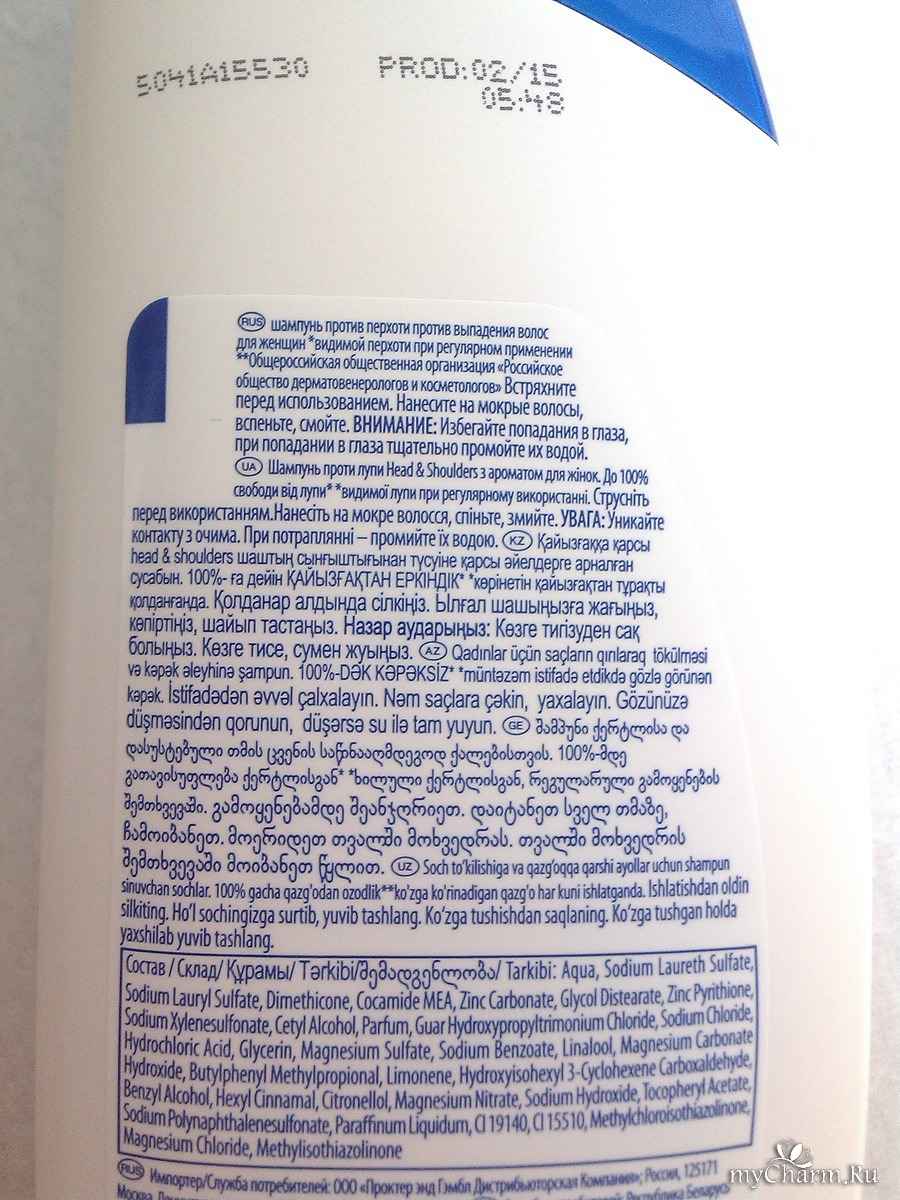 5041A15530 PROD:02/15
05:48
RUS шампунь против перхоти против выпадения волос
для женщин *видимой перхоти при регулярном применении
**Общероссийская общественная организация «Российское
общество дерматовенерологов и косметологов» Встряхните
перед использованием. Нанесите на мокрые волосы,
вспеньте, смойте. ВНИМАНИЕ: Избегайте попадания в глаза,
при попадании в глаза тщательно промойте их водой.
UA Шампунь проти лупи Head & Shoulders з ароматом для жінок. До 100%
свободи від лупи* *видимої лупи при регулярному використанні. Струсніть
перед використанням.Нанесіть на мокре волосся, спіньте, змийте. УВАГА: Уникайте
контакту з очима. При потраплянні – промийте їх водою. KZ Қайызғаққа қарсы
head & shoulders шаштың сынғыштығынан түсуіне қарсы әйелдерге арналған
сусабын. 100%- ға дейін ҚАЙЫЗҒАҚТАН ЕРКІНДІК* *көрінетін қайызғақтан тұрақты
қолданғанда. Қолданар алдында сілкіңіз. Ылғал шашыңызға жағыңыз,
көпіртіңіз, шайып тастаңыз. Назар аударыңыз: Көзге тигізуден сақ
болыңыз. Көзге тисе, сумен жуыңыз. AZ Qadınlar üçün saçların qırılaraq tökülməsi
və kəpək əleyhinə şampun. 100%-DƏK KƏPƏKSİZ* *müntəzəm istifadə etdikdə gözlə görünən
kəpək. İstifadədən əvvəl çalxalayın. Nəm saçlara çəkin, yaxalayın. Gözünüzə
düşməsindən qorunun, düşərsə su ilə tam yuyun. GE შამპუნი ქერტლისა და
დასუსტებული თმის ცვენის საწინააღმდეგოდ ქალებისთვის. 100%-მდე
გათავისუფლება ქერტლისგან* *ხილული ქერტლისგან, რეგულარული გამოყენების
შემთხვევაში. გამოყენებამდე შეანჯღრიეთ. დაიტანეთ სველ თმაზე,
ჩამოიბანეთ. მოერიდეთ თვალში მოხვედრას. თვალში მოხვედრის
შემთხვევაში მოიბანეთ წყლით. UZ Soch to‘kilishiga va qazg‘oqqa qarshi ayollar uchun shampun
sinuvchan sochlar. 100% gacha qazg‘odan ozodlik**ko‘zga ko‘rinadigan qazg‘o har kuni ishlatganda. Ishlatishdan oldin
silkiting. Ho‘l sochingizga surtib, yuvib tashlang. Ko‘zga tushishdan saqlaning. Ko‘zga tushgan holda
yaxshilab yuvib tashlang.
Состав / Склад/ Құрамы/ Tərkibi/შემადგენლობა/ Tarkibi: Aqua, Sodium Laureth Sulfate,
Sodium Lauryl Sulfate, Dimethicone, Cocamide MEA, Zinc Carbonate, Glycol Distearate, Zinc Pyrithione,
Sodium Xylenesulfonate, Cetyl Alcohol, Parfum, Guar Hydroxypropyltrimonium Chloride, Sodium Chloride,
Hydrochloric Acid, Glycerin, Magnesium Sulfate, Sodium Benzoate, Linalool, Magnesium Carbonate
Hydroxide, Butylphenyl Methylpropional, Limonene, Hydroxyisohexyl 3-Cyclohexene Carboxaldehyde,
Benzyl Alcohol, Hexyl Cinnamal, Citronellol, Magnesium Nitrate, Sodium Hydroxide, Tocopheryl Acetate,
Sodium Polynaphthalenesulfonate, Paraffinum Liquidum, CI 19140, CI 15510, Methylchloroisothiazolinone,
Magnesium Chloride, Methylisothiazolinone
RUS Импортер/Служба потребителей: ООО «Проктер энд Гэмбл Дистрибьюторская Компания»; Россия, 125171
Москва
myCharm.Ru